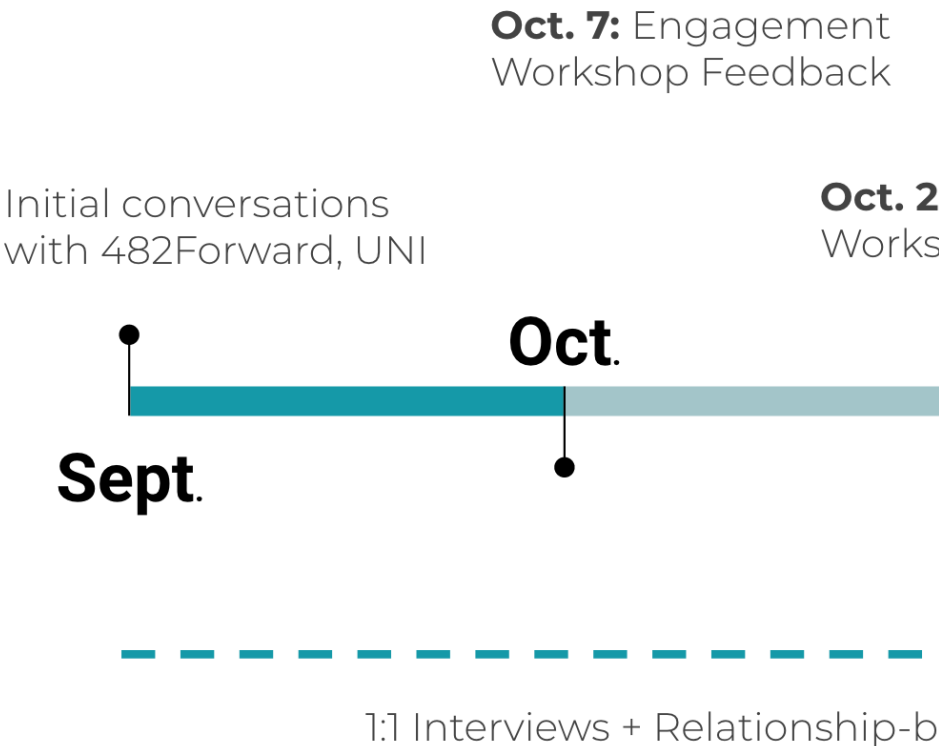 Oct. 7: Engagement
Workshop Feedback
Initial conversations
with 482Forward, UNI
Oct. 2
Works
Oct.
Sept.
1:1 Interviews + Relationship-b